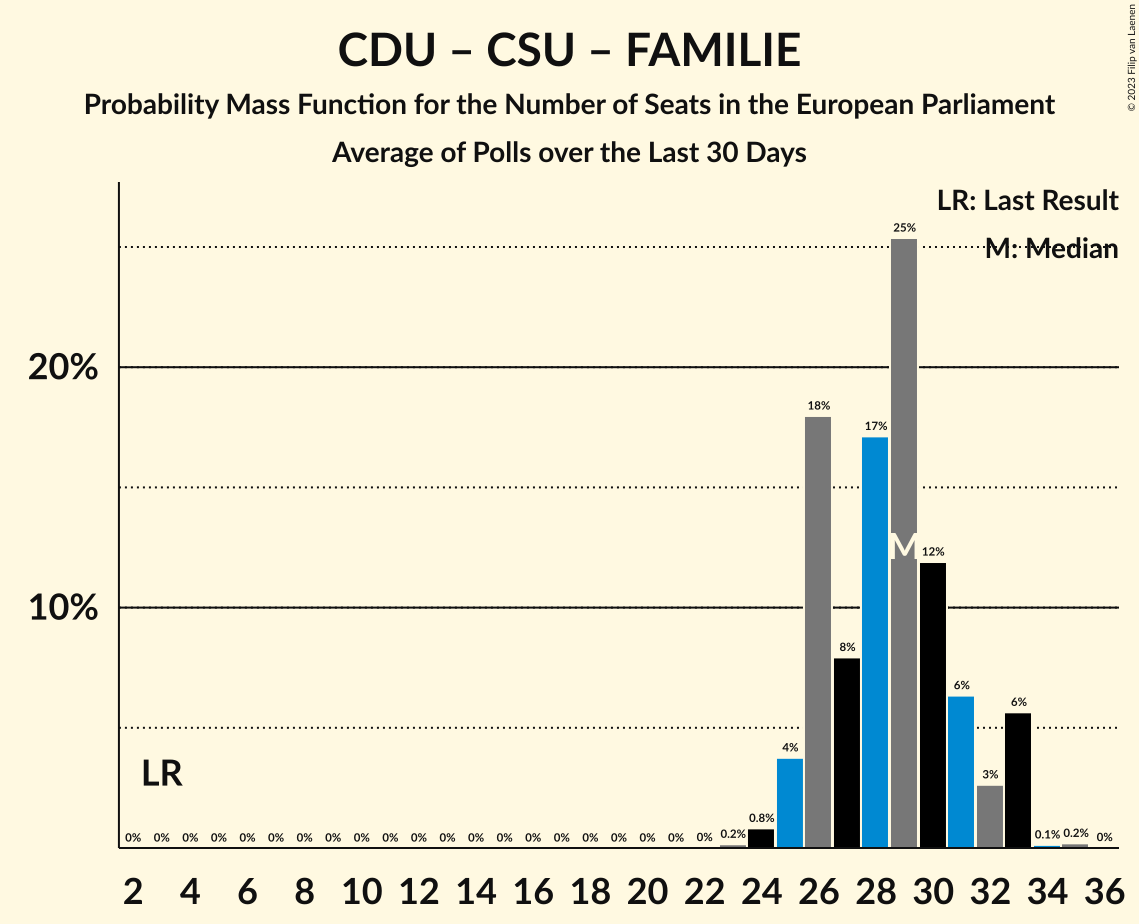 CDU – CSU – FAMILIE
Probability Mass Function for the Number of Seats in the European Parliament
Average of Polls over the Last 30 Days
© 2023 Filip van Laenen
LR: Last Result
M: Median
25%
20%
18%
17%
M
12%
10%
8%
6%
6%
4%
3%
LR
0% 0% 0% 0% 0% 0% 0% 0% 0% 0% 0% 0% 0% 0% 0% 0% 0% 0% 0% 0% 0% 0.2% 0.8% 0.1% 0.2% 0%
2 4 6 8 10 12 14 16 18 20 22 24 26 28 30 32 34 36